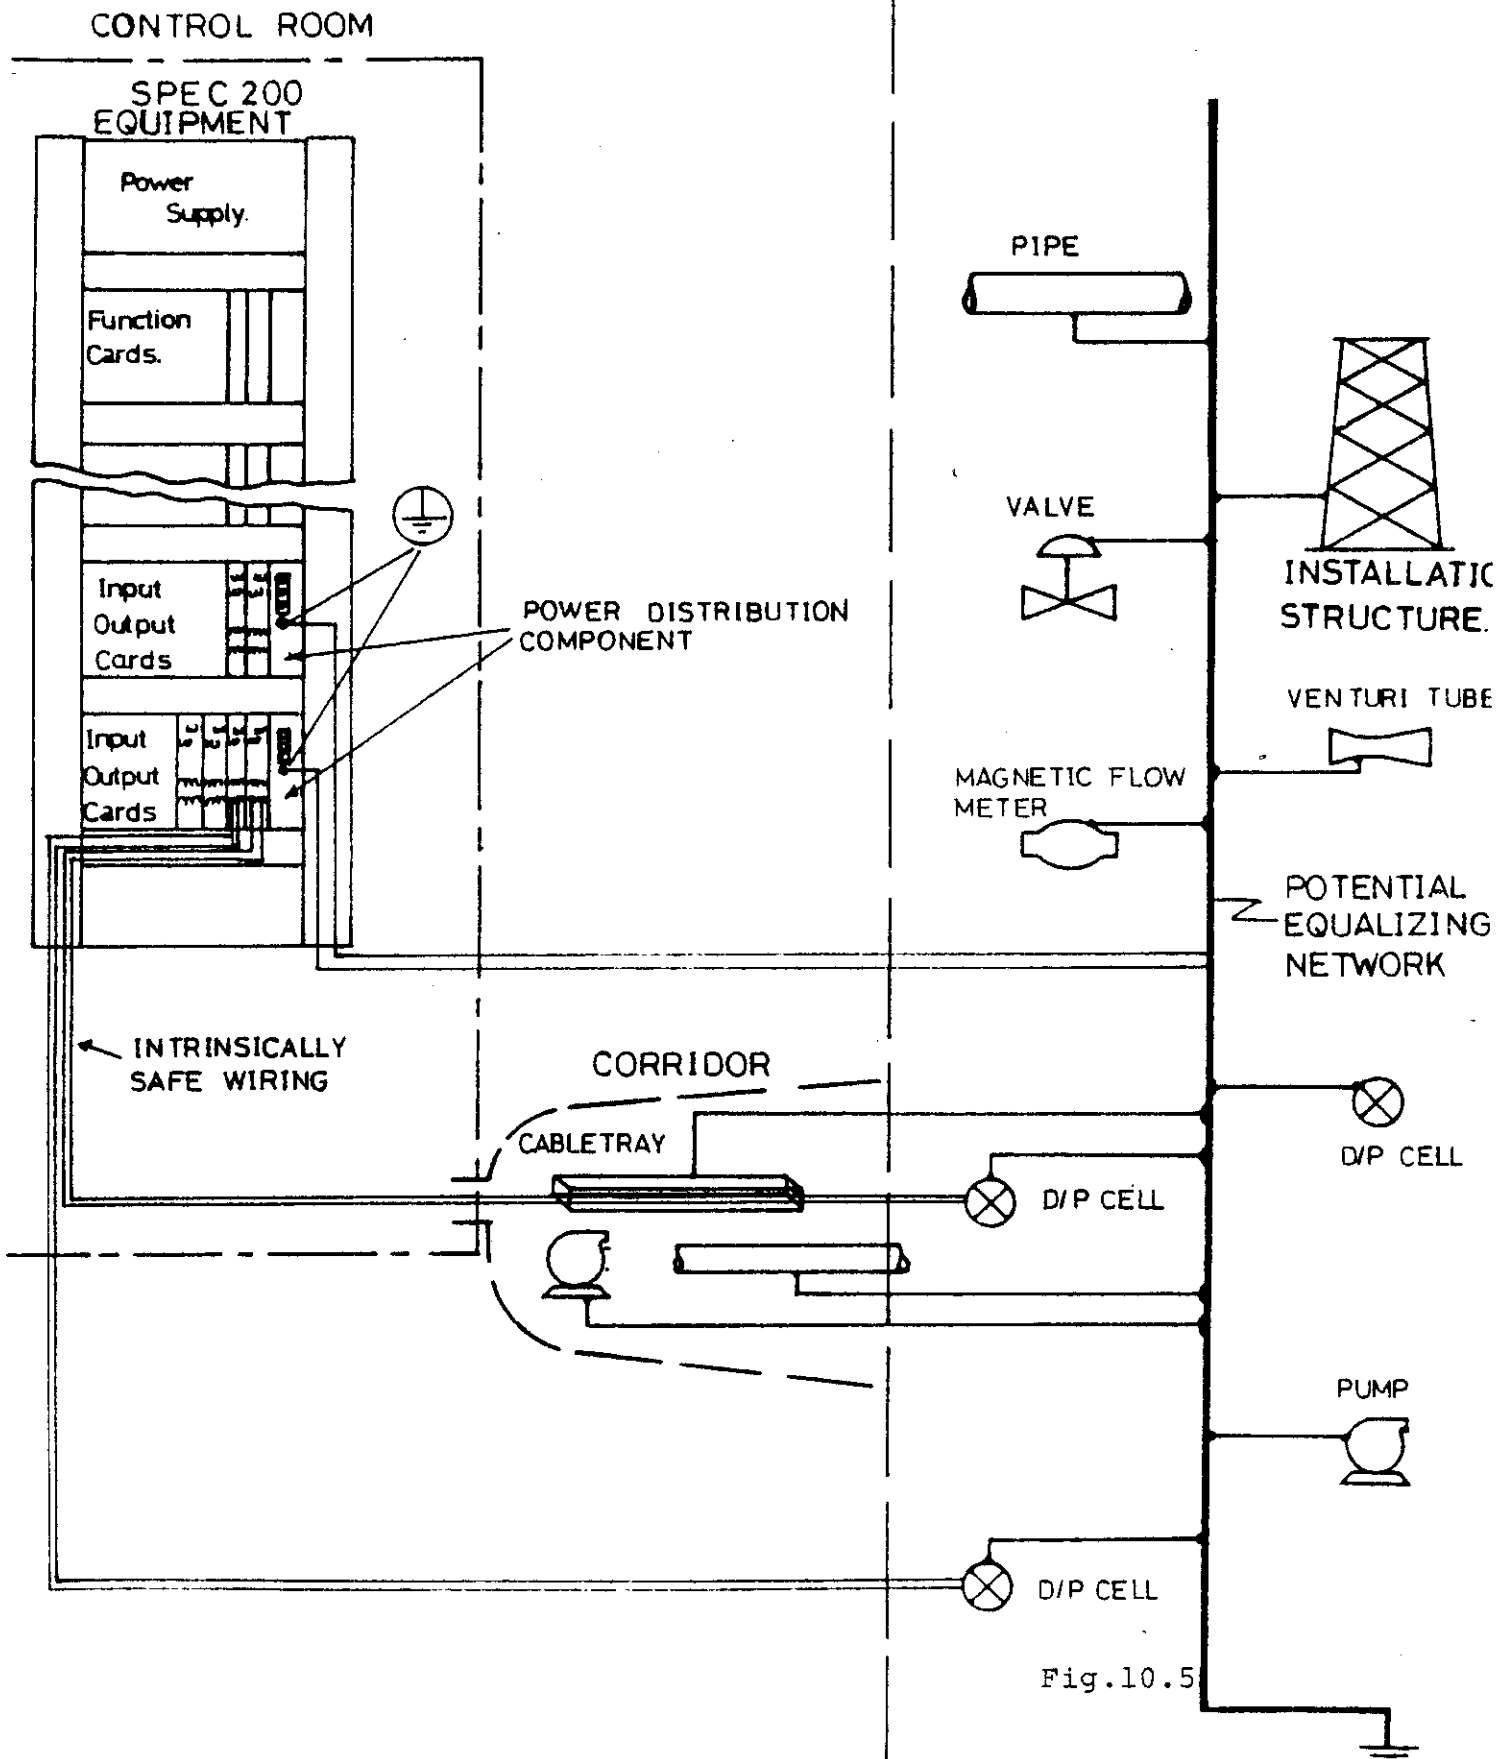 CONTROL ROOM
SPEC 200
EQUIPMENT
Power
Supply.
Function
Cards.
Input
Output
Cards
POWER DISTRIBUTION
COMPONENT
Input
Output
Cards
PIPE
VALVE
INSTALLATIO
STRUCTURE.
VENTURI TUBE
MAGNETIC FLOW
METER
POTENTIAL
EQUALIZING
NETWORK
INTRINSICALLY
SAFE WIRING
CORRIDOR
CABLETRAY
D/P CELL
D/P CELL
PUMP
D/P CELL
Fig.10.5